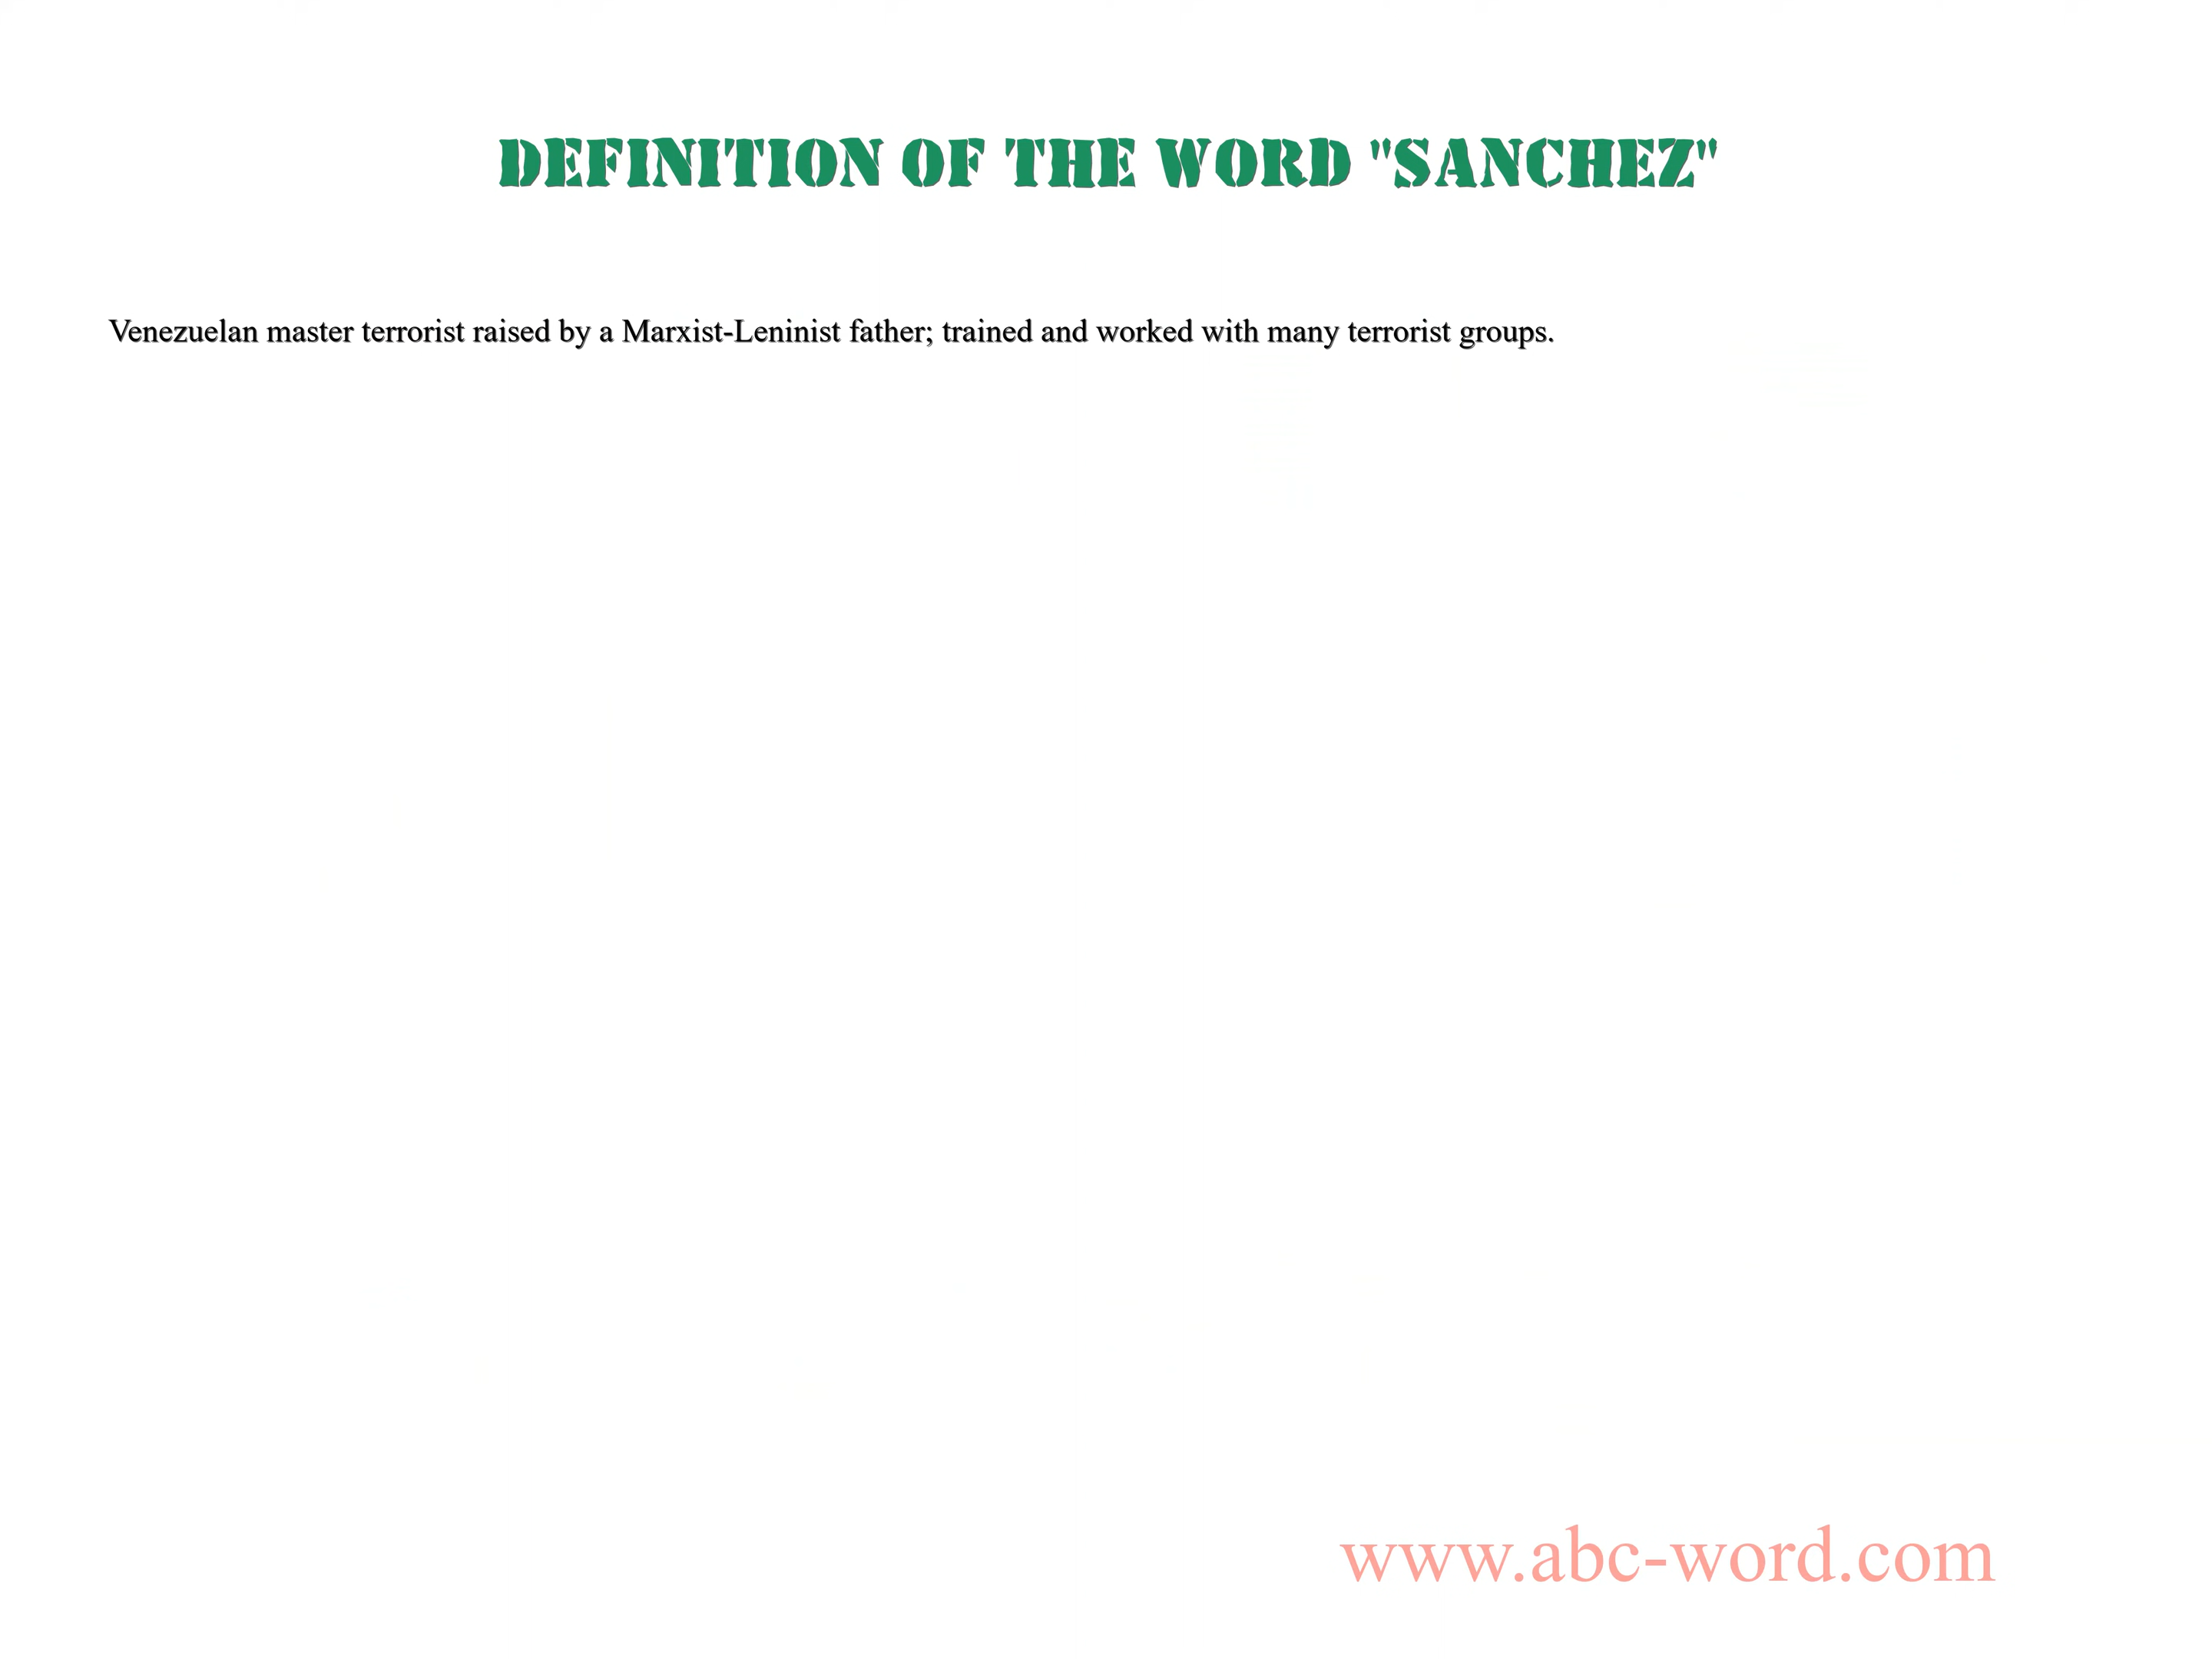 DEFINITION OF THE WORD "SANCHEZ"
Venezuelan master terrorist raised by a Marxist-Leninist father; trained and worked with many terrorist groups.
www.abc-word.com